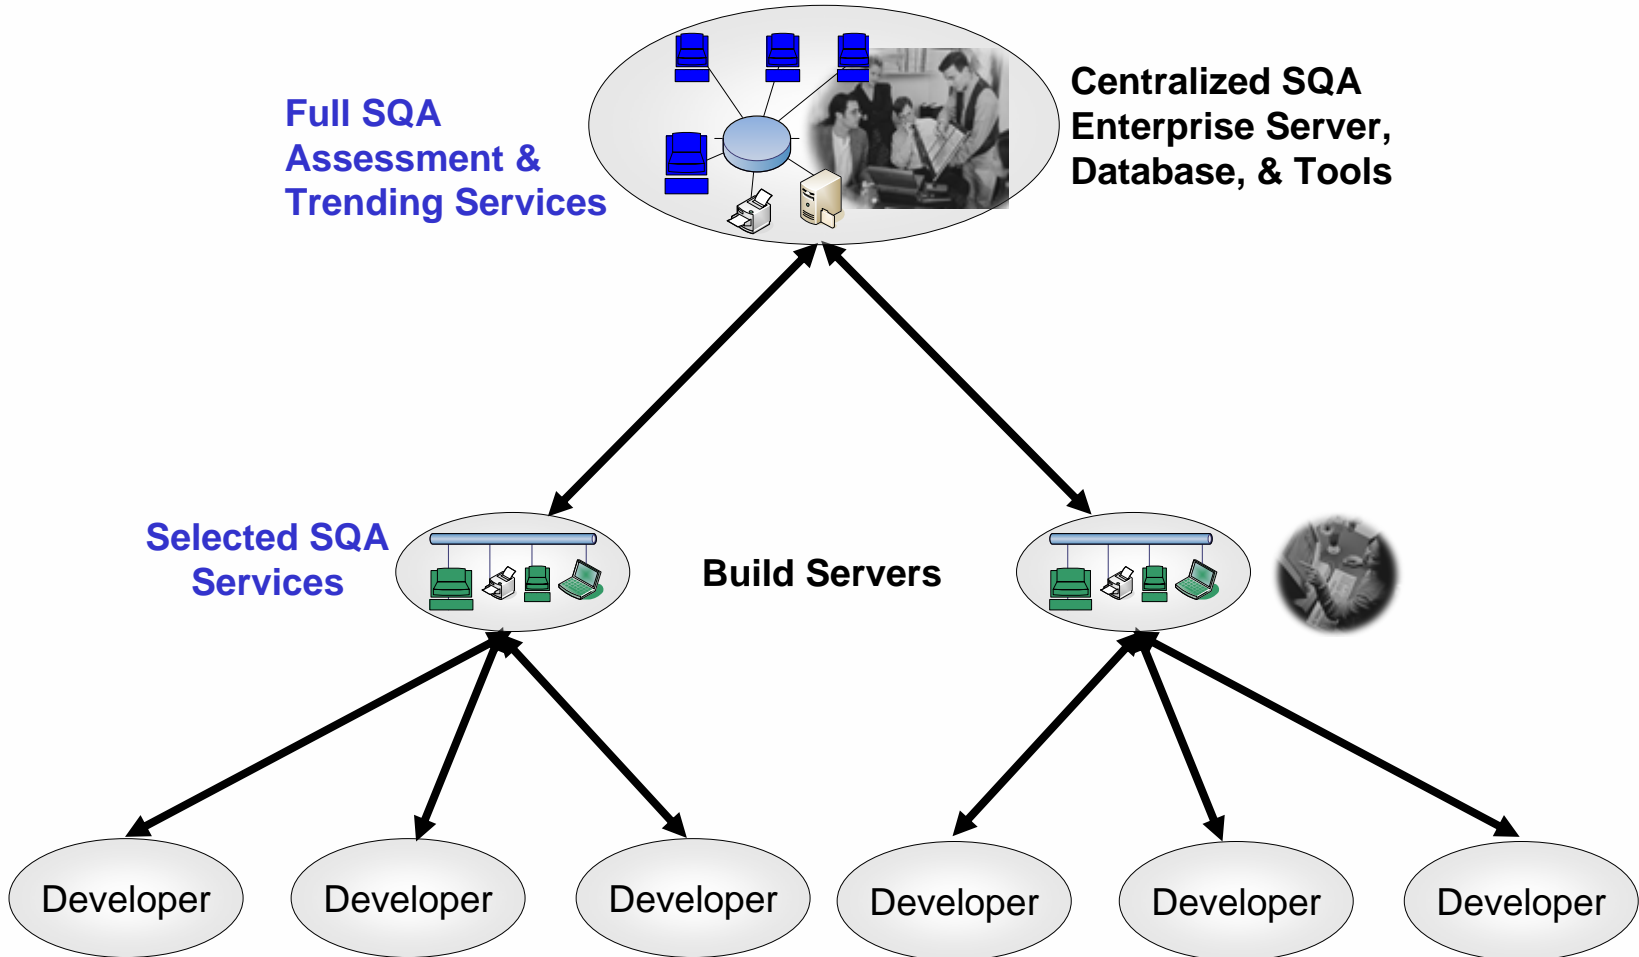 Full SQA
Assessment &
Trending Services
Centralized SQA
Enterprise Server,
Database, & Tools
Selected SQA
Services
Build Servers
Developer
Developer
Developer
Developer
Developer
Developer